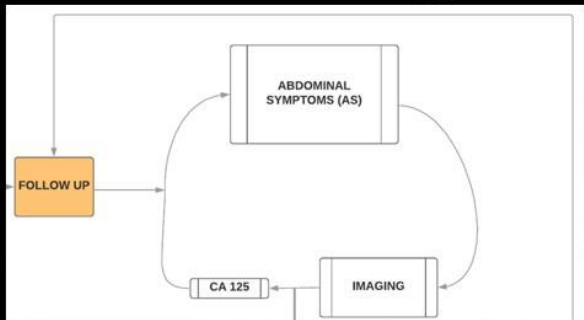 ABDOMINAL
SYMPTOMS (AS)
FOLLOW UP
CA 125
IMAGING